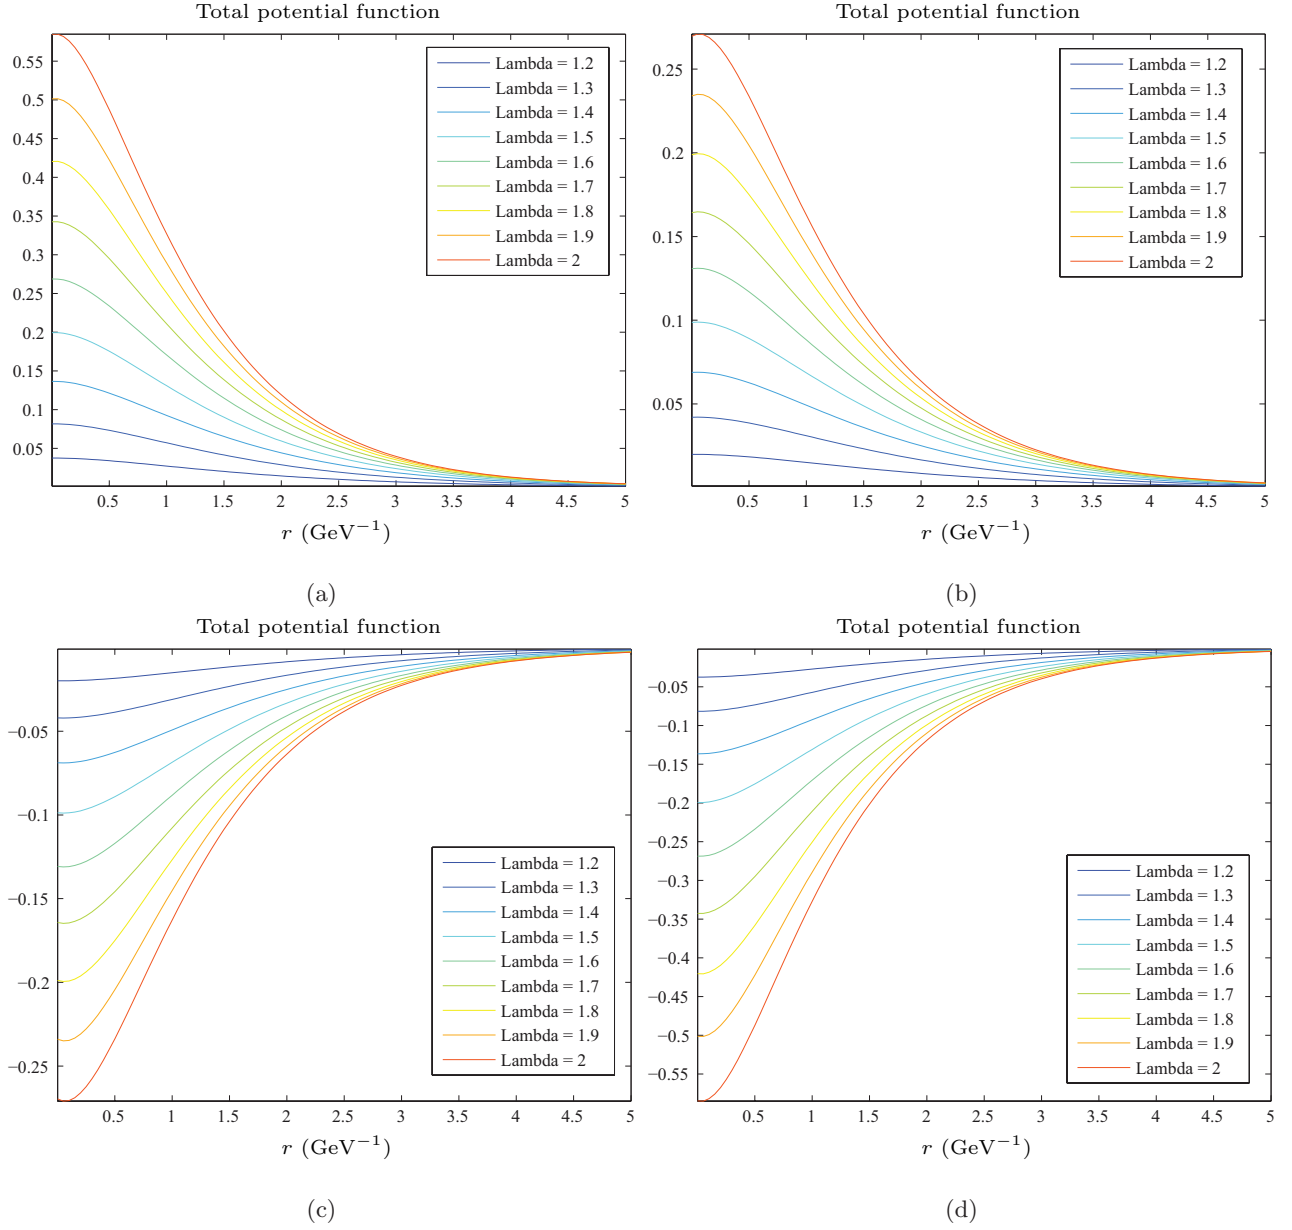 Total potential function
0.55
0.5
0.45
0.4
0.35
0.3
0.25
0.2
0.15
0.1
0.05
Lambda = 1.2
Lambda = 1.3
Lambda = 1.4
Lambda = 1.5
Lambda = 1.6
Lambda = 1.7
Lambda = 1.8
Lambda = 1.9
Lambda = 2
0.5 1 1.5 2 2.5 3 3.5 4 4.5 5
r (GeV⁻¹)
(a)
Total potential function
0.25
0.2
0.15
0.1
0.05
Lambda = 1.2
Lambda = 1.3
Lambda = 1.4
Lambda = 1.5
Lambda = 1.6
Lambda = 1.7
Lambda = 1.8
Lambda = 1.9
Lambda = 2
0.5 1 1.5 2 2.5 3 3.5 4 4.5 5
r (GeV⁻¹)
(b)
Total potential function
−0.05
−0.1
−0.15
−0.2
−0.25
Lambda = 1.2
Lambda = 1.3
Lambda = 1.4
Lambda = 1.5
Lambda = 1.6
Lambda = 1.7
Lambda = 1.8
Lambda = 1.9
Lambda = 2
0.5 1 1.5 2 2.5 3 3.5 4 4.5 5
r (GeV⁻¹)
(c)
Total potential function
−0.05
−0.1
−0.15
−0.2
−0.25
−0.3
−0.35
−0.4
−0.45
−0.5
−0.55
Lambda = 1.2
Lambda = 1.3
Lambda = 1.4
Lambda = 1.5
Lambda = 1.6
Lambda = 1.7
Lambda = 1.8
Lambda = 1.9
Lambda = 2
0.5 1 1.5 2 2.5 3 3.5 4 4.5 5
r (GeV⁻¹)
(d)